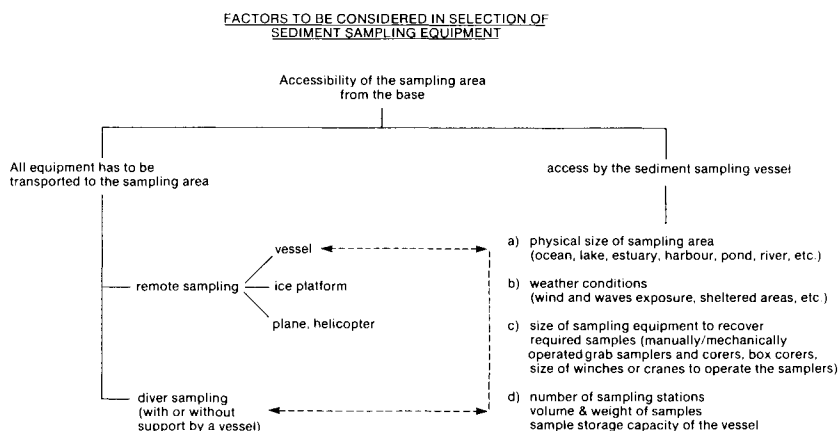 FACTORS TO BE CONSIDERED IN SELECTION OF
SEDIMENT SAMPLING EQUIPMENT
Accessibility of the sampling area
from the base
All equipment has to be
transported to the sampling area
access by the sediment sampling vessel
remote sampling
vessel
ice platform
plane, helicopter
diver sampling
(with or without
support by a vessel)
a) physical size of sampling area
(ocean, lake, estuary, harbour, pond, river, etc.)
b) weather conditions
(wind and waves exposure, sheltered areas, etc.)
c) size of sampling equipment to recover
required samples (manually/mechanically
operated grab samplers and corers, box corers,
size of winches or cranes to operate the samplers)
d) number of sampling stations
volume & weight of samples
sample storage capacity of the vessel